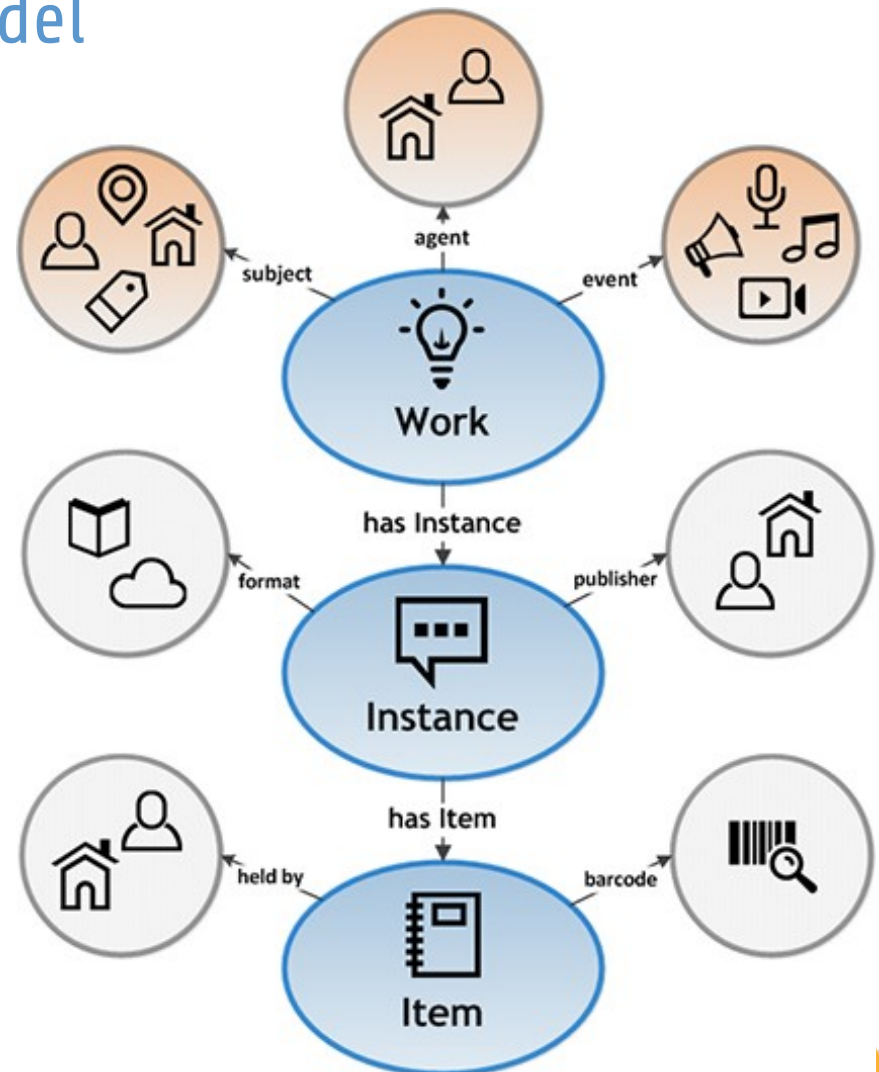 del
agent
subject
event
Work
has Instance
format
publisher
Instance
has Item
held by
barcode
Item